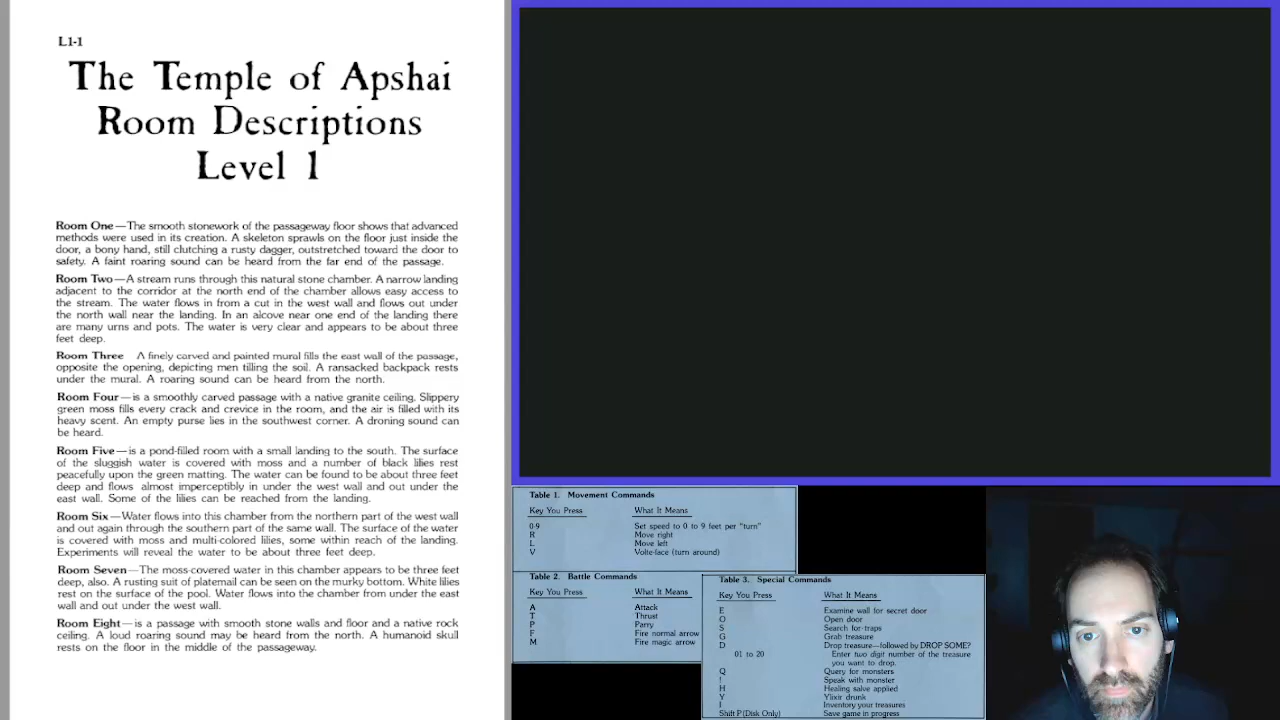 L1-1
The Temple of Apshai
Room Descriptions
Level 1
Room One—The smooth stonework of the passageway floor shows that advanced
methods were used in its creation. A skeleton sprawls on the floor just inside the
door, a bony hand, still clutching a rusty dagger, outstretched toward the door to
safety. A faint roaring sound can be heard from the far end of the passage.
Room Two—A stream runs through this natural stone chamber. A narrow landing
adjacent to the corridor at the north end of the chamber allows easy access to
the stream. The water flows in from a cut in the west wall and flows out under
the north wall near the landing. In an alcove near one end of the landing there
are many urns and pots. The water is very clear and appears to be about three
feet deep.
Room Three A finely carved and painted mural fills the east wall of the passage,
opposite the opening, depicting men tilling the soil. A ransacked backpack rests
under the mural. A roaring sound can be heard from the north.
Room Four—is a smoothly carved passage with a native granite ceiling. Slippery
green moss fills every crack and crevice in the room, and the air is filled with its
heavy scent. An empty purse lies in the southwest corner. A droning sound can
be heard.
Room Five—is a pond-filled room with a small landing to the south. The surface
of the sluggish water is covered with moss and a number of black lilies rest
peacefully upon the green matting. The water can be found to be about three feet
deep and flows almost imperceptibly in under the west wall and out under the
east wall. Some of the lilies can be reached from the landing.
Room Six—Water flows into this chamber from the northern part of the west wall
and out again through the southern part of the same wall. The surface of the water
is covered with moss and multi-colored lilies, some within reach of the landing.
Experiments will reveal the water to be about three feet deep.
Room Seven—The moss-covered water in this chamber appears to be three feet
deep, also. A rusting suit of platemail can be seen on the murky bottom. White lilies
rest on the surface of the pool. Water flows into the chamber from under the east
wall and out under the west wall.
Room Eight—is a passage with smooth stone walls and floor and a native rock
ceiling. A loud roaring sound may be heard from the north. A humanoid skull
rests on the floor in the middle of the passageway.
Table 1. Movement Commands
Key You Press What It Means
0-9 Set speed to 0 to 9 feet per "turn"
R Move right
L Move left
V Volte-face (turn around)
Table 2. Battle Commands
Key You Press What It Means
A Attack
T Thrust
P Parry
F Fire normal arrow
M Fire magic arrow
Table 3. Special Commands
Key You Press What It Means
E Examine wall for secret door
O Open door
S Search for traps
G Grab treasure
D Drop treasure—followed by DROP SOME?
01 to 20 Enter two digit number of the treasure
you want to drop.
Q Query for monsters
! Speak with monster
H Healing salve applied
Y Ylixir drunk
I Inventory your treasures
Shift P (Disk Only) Save game in progress